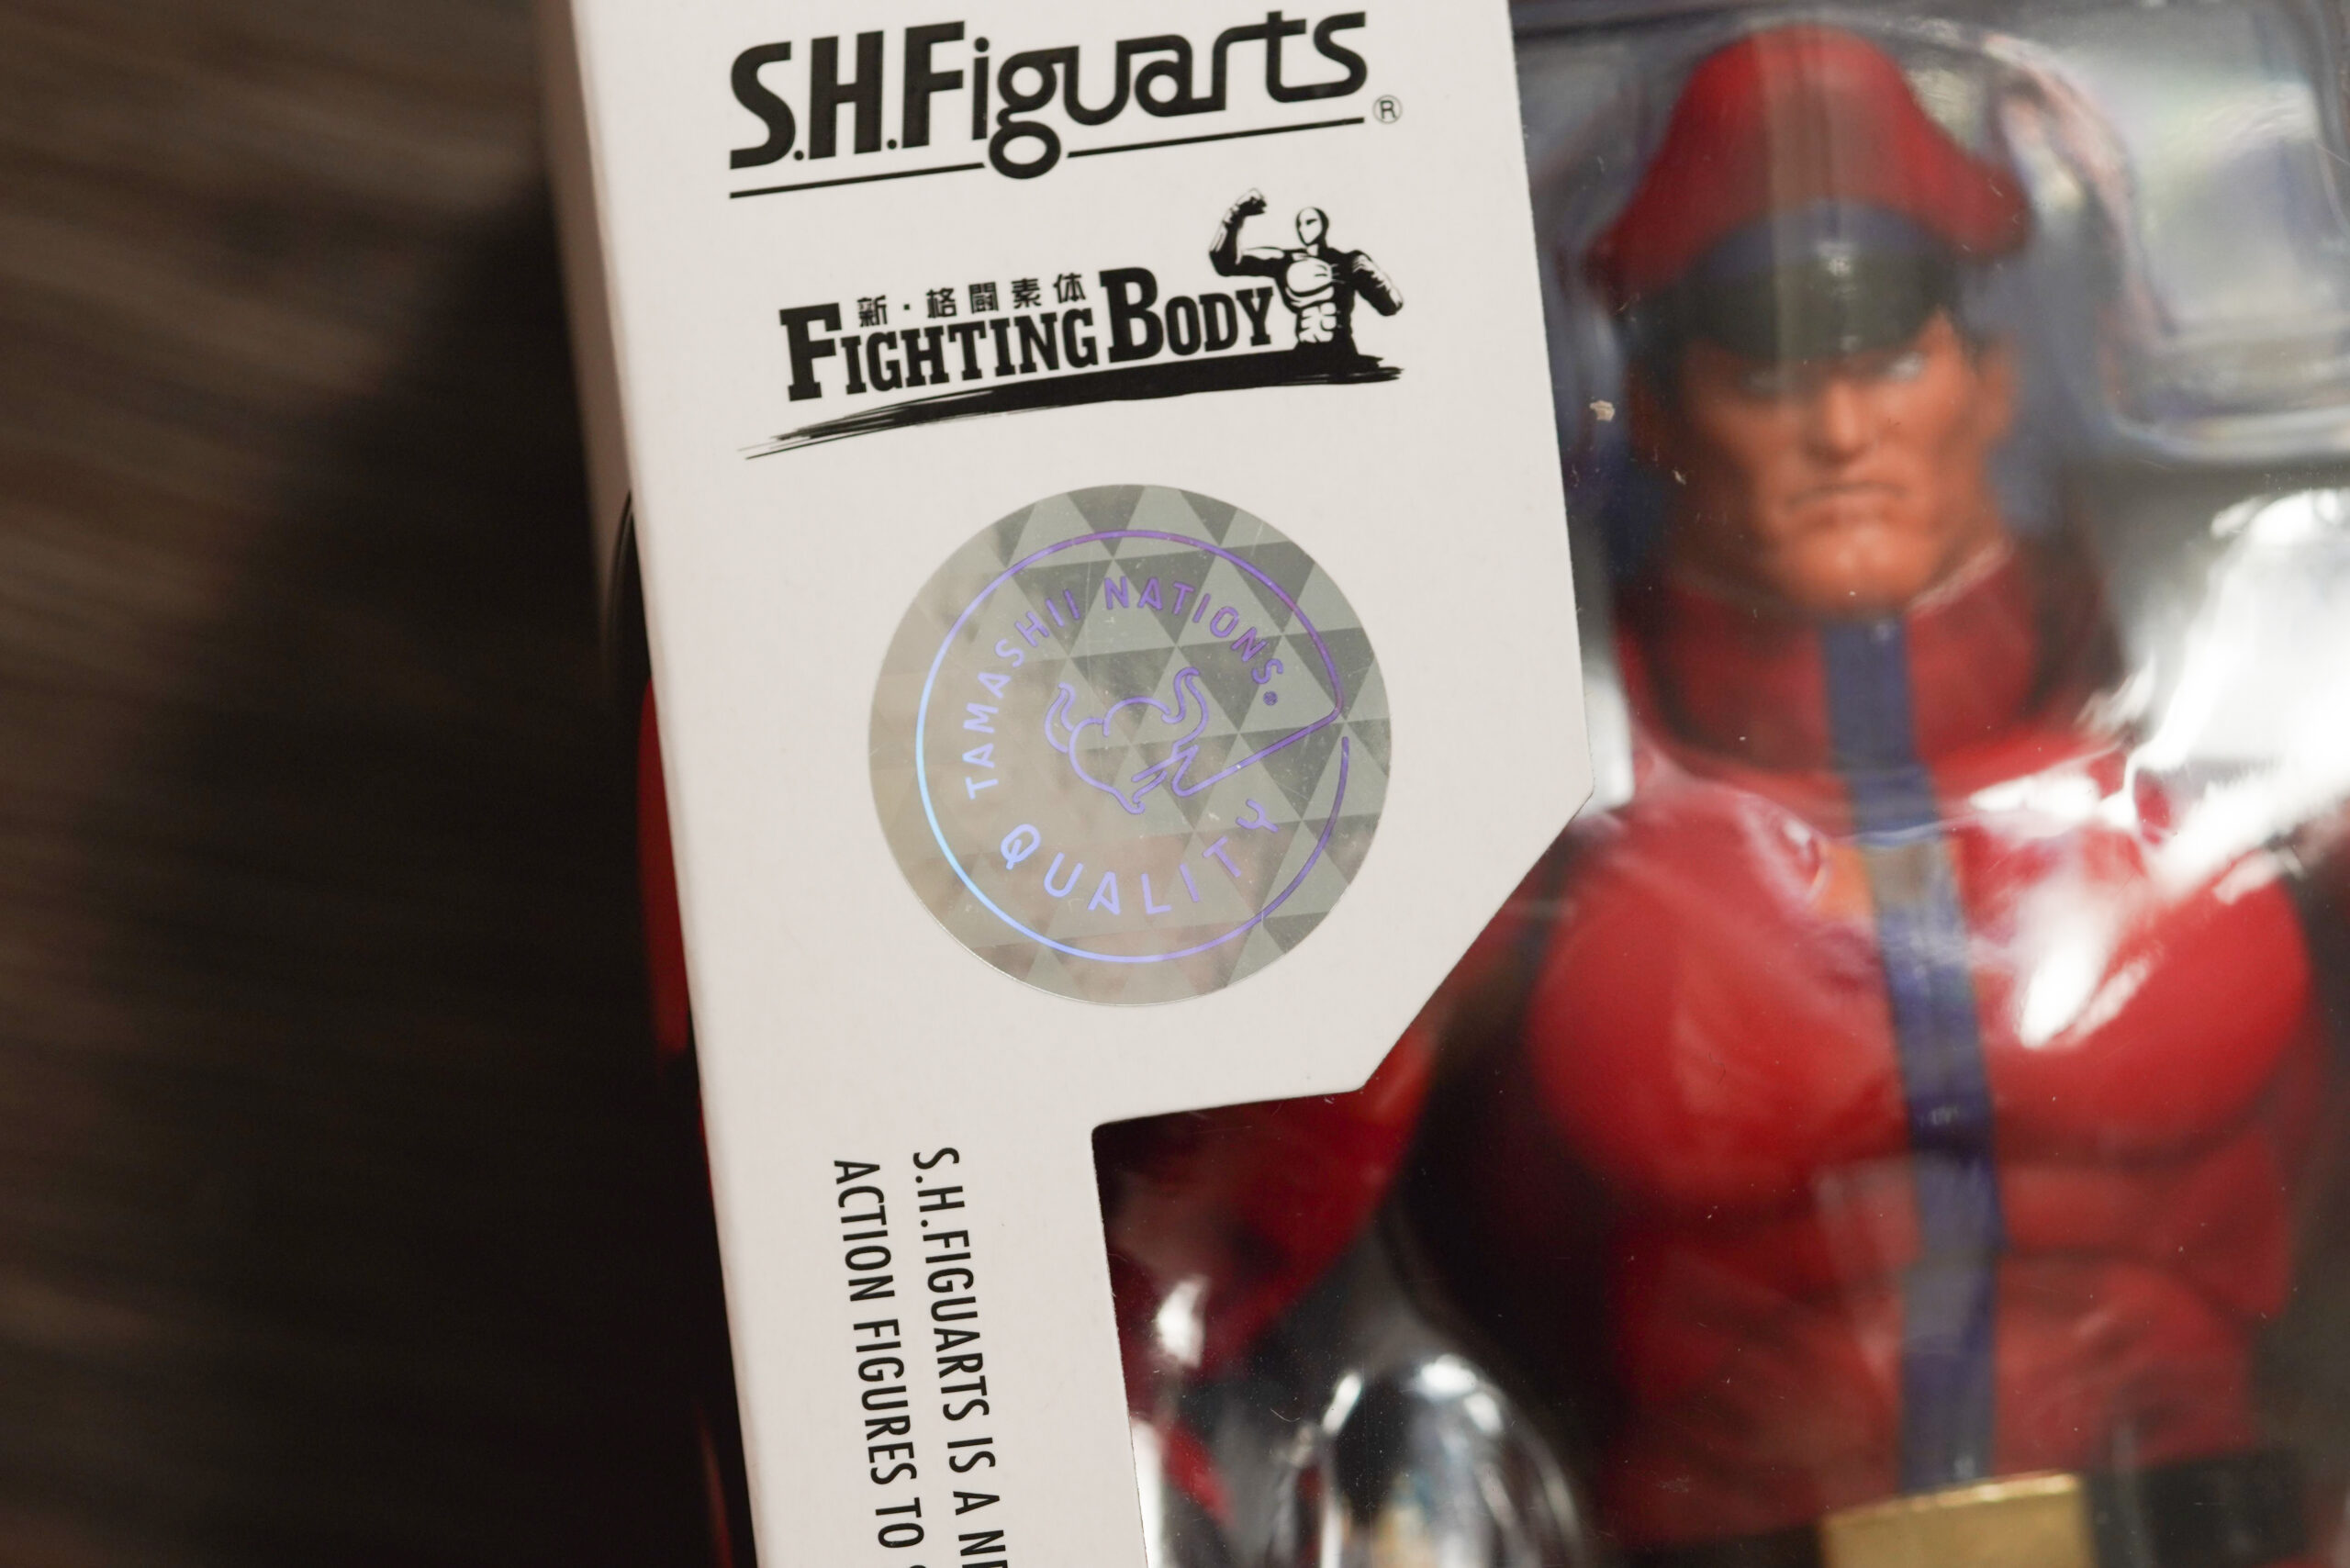 S.H.Figuarts®
新・格闘素体
FIGHTING BODY
TAMASHII NATIONS
QUALITY
S.H.FIGUARTS IS A
ACTION FIGURES TO